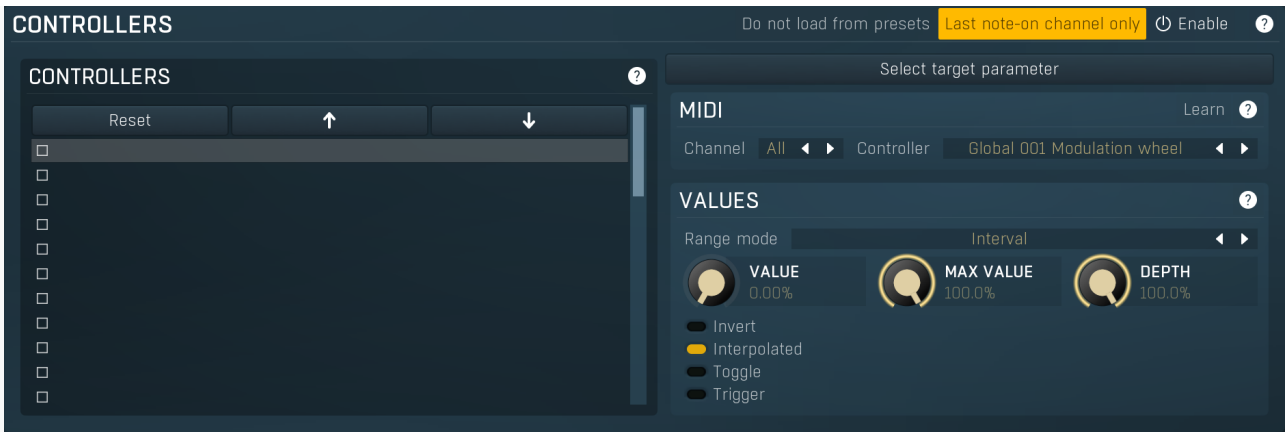 CONTROLLERS
Do not load from presets Last note-on channel only Enable ?
CONTROLLERS ?
Reset ↑ ↓
Select target parameter
MIDI Learn ?
Channel All Controller Global 001 Modulation wheel
VALUES ?
Range mode Interval
VALUE MAX VALUE DEPTH
0.00% 100.0% 100.0%
Invert
Interpolated
Toggle
Trigger